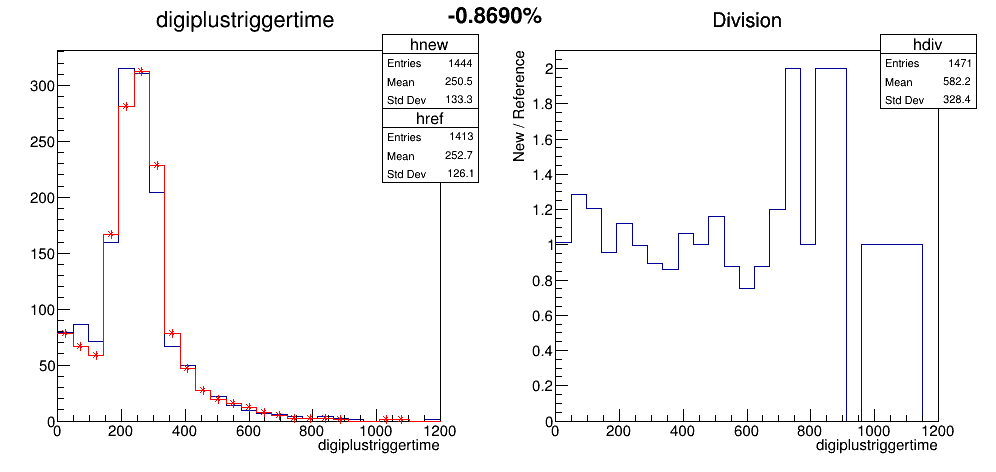 digiplustriggertime
-0.8690%
Division
hnew
Entries 1444
Mean 250.5
Std Dev 133.3
href
Entries 1413
Mean 252.7
Std Dev 126.1
300
250
200
150
100
50
0
0 200 400 600 800 1000 1200
digiplustriggertime
hdiv
Entries 1471
Mean 582.2
Std Dev 328.4
New / Reference
2
1.8
1.6
1.4
1.2
1
0.8
0.6
0.4
0.2
0
0 200 400 600 800 1000 1200
digiplustriggertime